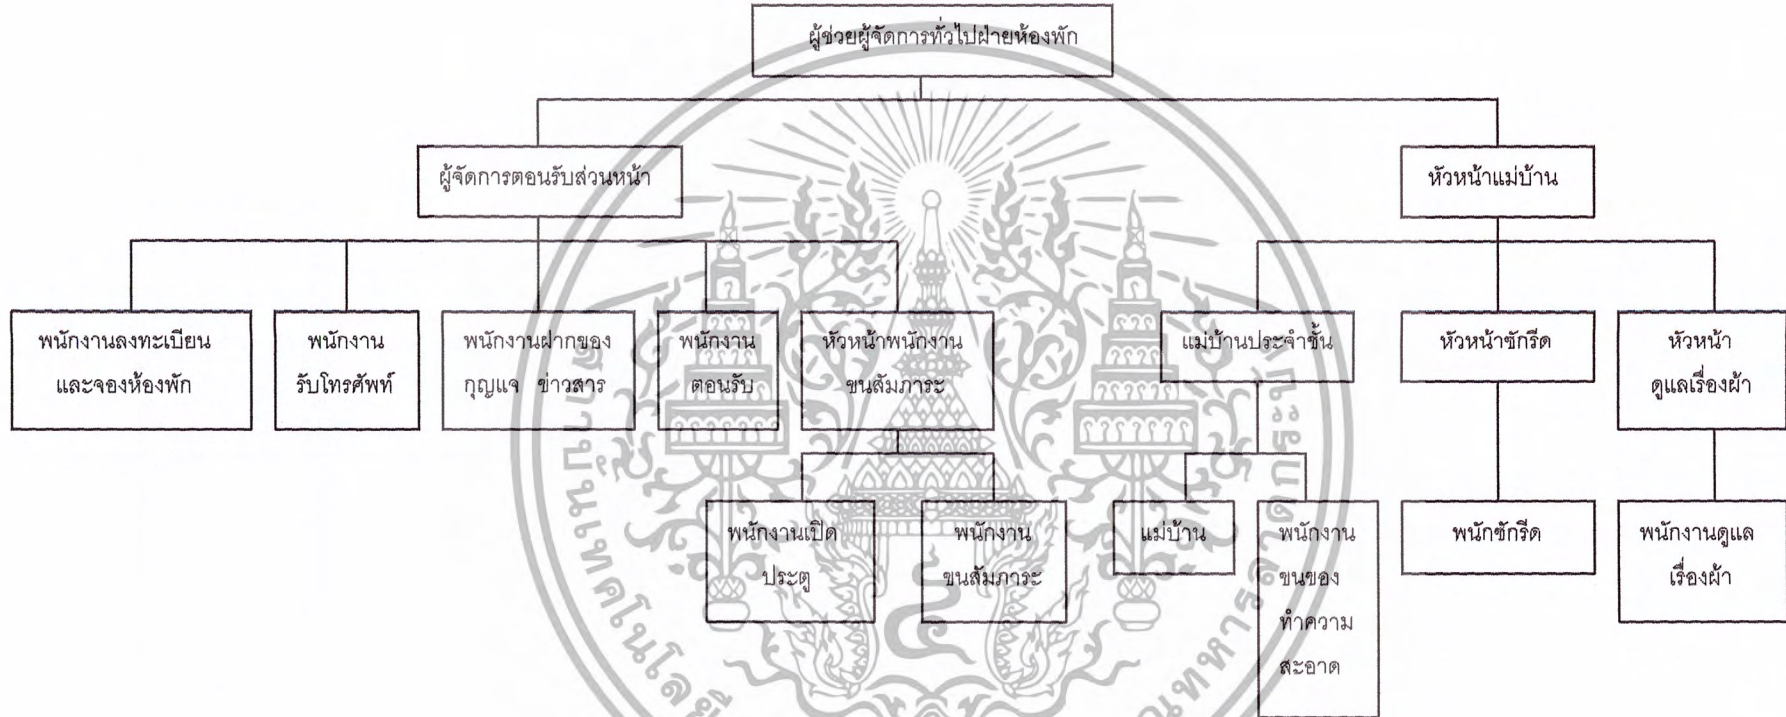 ผู้ช่วยผู้จัดการทั่วไปฝ่ายห้องพัก
ผู้จัดการตอนรับส่วนหน้า
หัวหน้าแม่บ้าน
พนักงานลงทะเบียน
และจองห้องพัก
พนักงาน
รับโทรศัพท์
พนักงานฝากของ
กุญแจ ข่าวสาร
พนักงาน
ตอนรับ
หัวหน้าพนักงาน
ขนสัมภาระ
แม่บ้านประจำชั้น
หัวหน้าซักรีด
หัวหน้า
ดูแลเรื่องผ้า
พนักงานเปิด
ประตู
พนักงาน
ขนสัมภาระ
แม่บ้าน
พนักงาน
ขนของ
ทำความ
สะอาด
พนักซักรีด
พนักงานดูแล
เรื่องผ้า